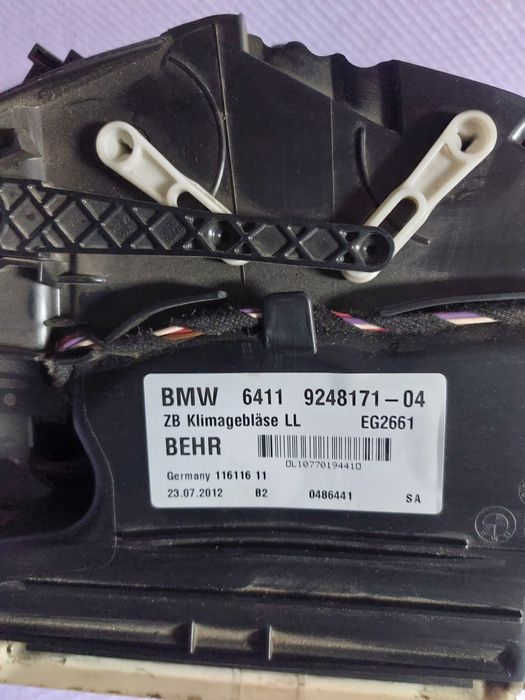 BMW 6411 9248171-04
ZB Klimagebläse LL EG2661
BEHR
0L10770194410
Germany 116116 11
23.07.2012 B2 0486441 SA